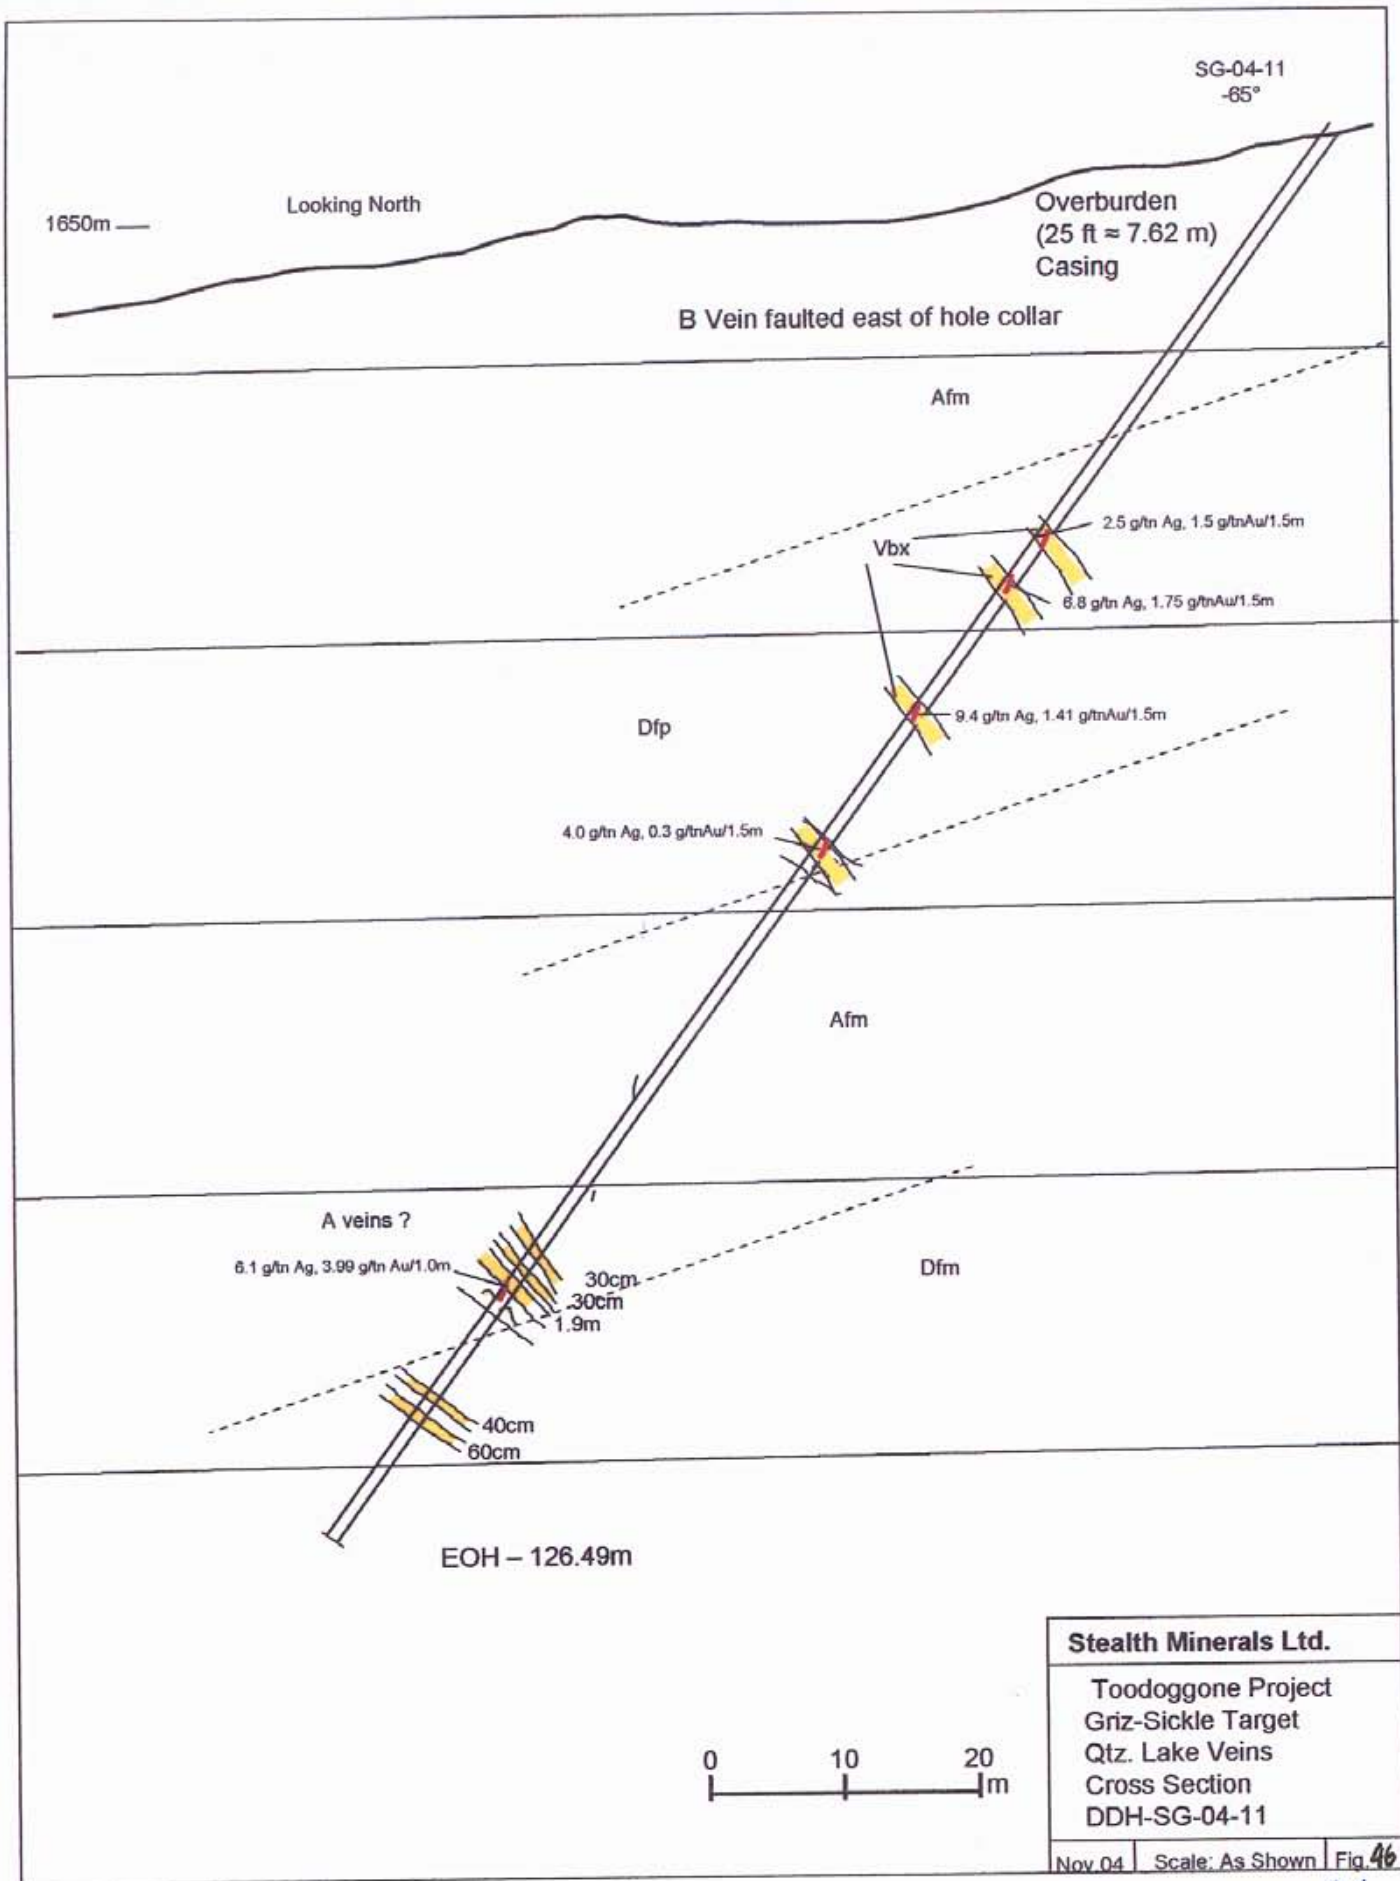 SG-04-11
-65°
Looking North
1650m
Overburden
(25 ft ≈ 7.62 m)
Casing
B Vein faulted east of hole collar
Afm
2.5 g/tn Ag, 1.5 g/tnAu/1.5m
Vbx
6.8 g/tn Ag, 1.75 g/tnAu/1.5m
9.4 g/tn Ag, 1.41 g/tnAu/1.5m
Dfp
4.0 g/tn Ag, 0.3 g/tnAu/1.5m
Afm
A veins ?
6.1 g/tn Ag, 3.99 g/tn Au/1.0m
Dfm
30cm
30cm
1.9m
40cm
60cm
EOH – 126.49m
Stealth Minerals Ltd.
Toodoggone Project
Griz-Sickle Target
Qtz. Lake Veins
Cross Section
DDH-SG-04-11
0 10 20
m
Nov.04 Scale: As Shown Fig.